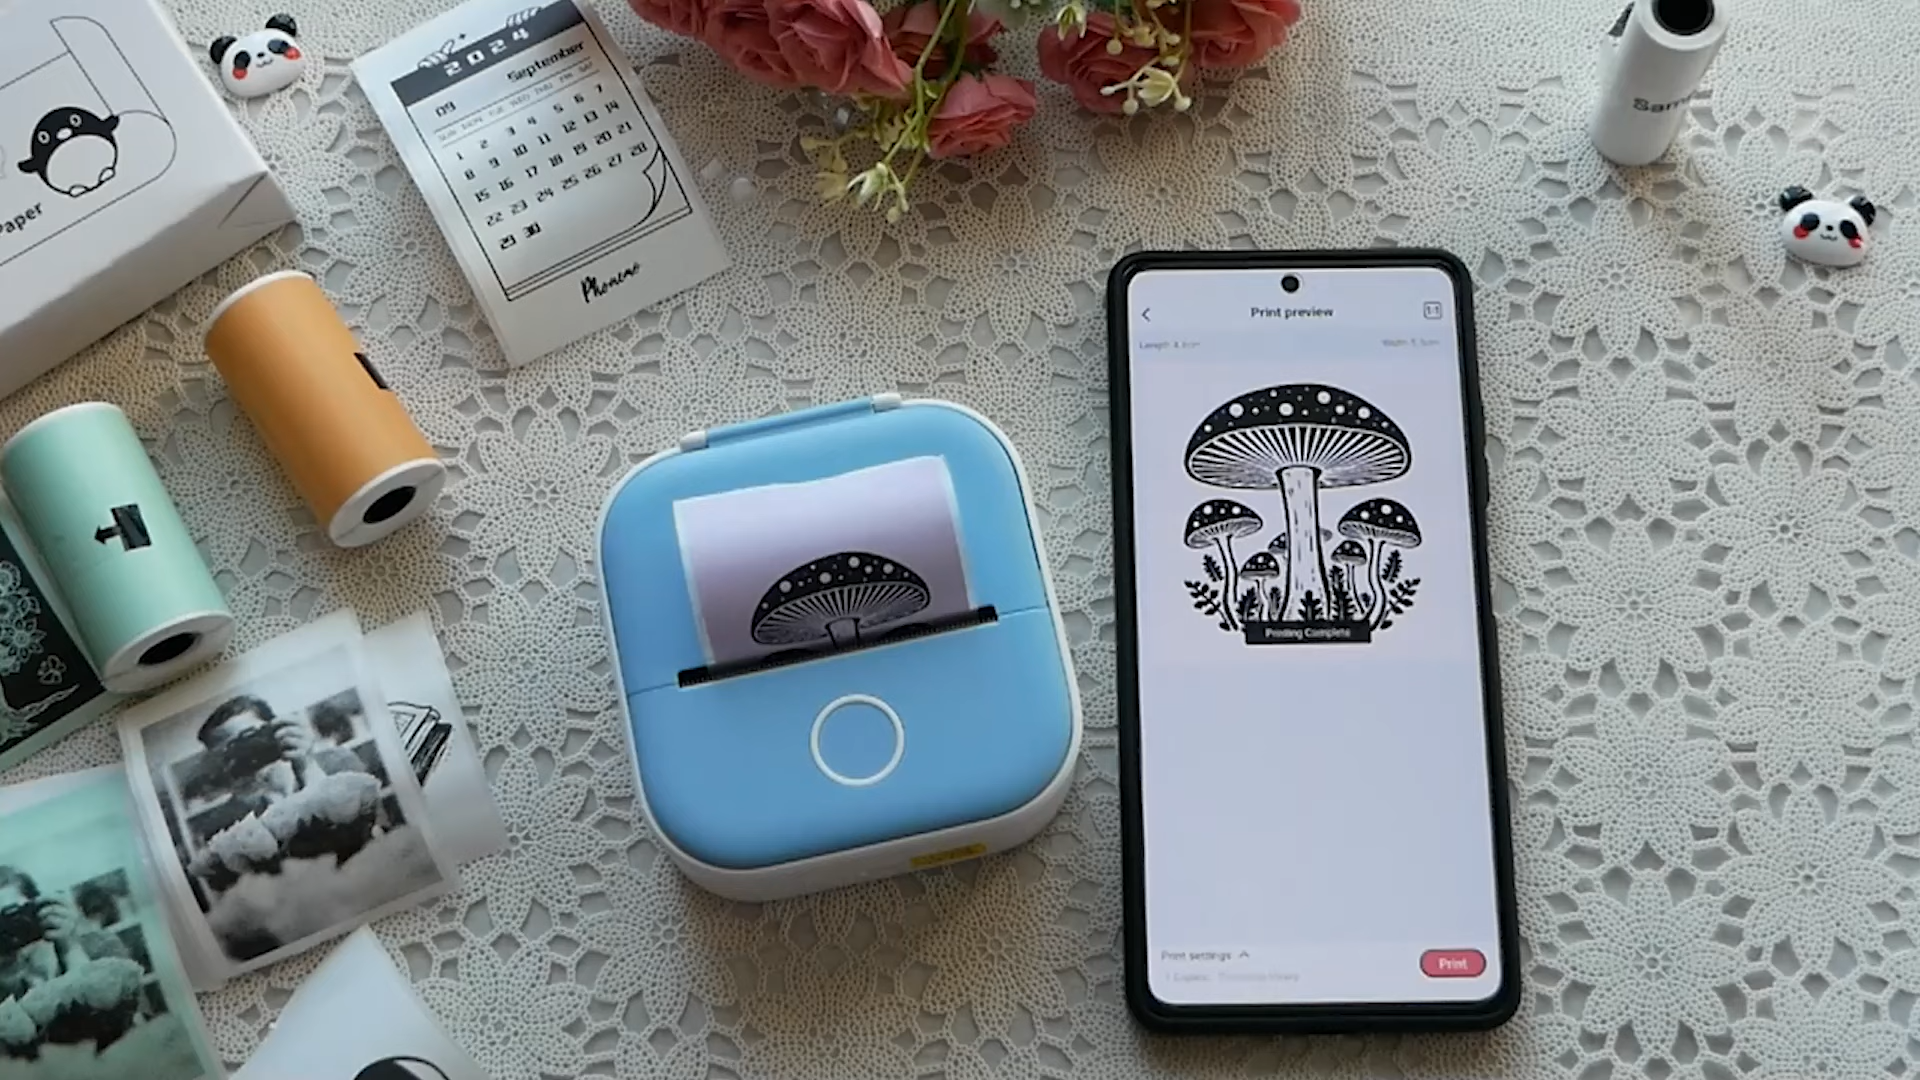 Paper
2024
September
09
1 2 3 4 5 6 7
8 9 10 11 12 13 14
15 16 17 18 19 20 21
22 23 24 25 26 27 28
29 30
Phomemo
Print preview
1:1
Printing Complete
Print settings
Print